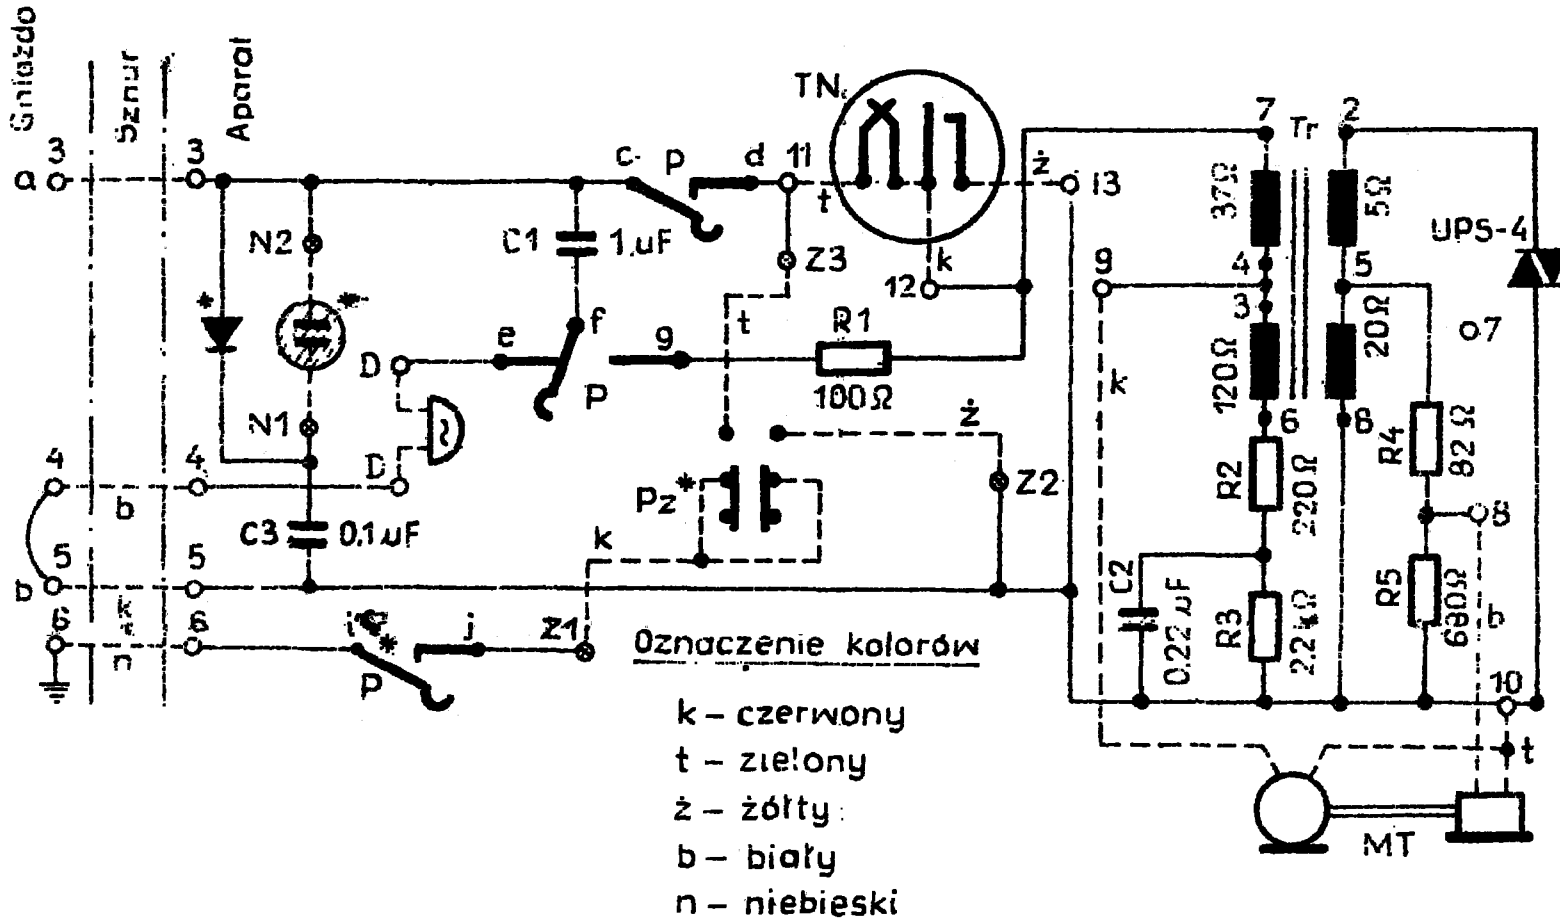 Gniazdo
Sznur
Aparat
TN
3
3
a
c
P
d
11
t
ż
13
7
Tr
2
37Ω
5Ω
UPS-4
N2
C1
1uF
Z3
k
12
9
4
5
3
*
*
t
f
e
g
R1
100Ω
D
P
k
120Ω
20Ω
7
N1
ż
6
8
R4
82Ω
4
4
D
b
Pz*
Z2
R2
220Ω
8
C3
0.1uF
k
5
5
b
C2
0.22uF
R3
2.2kΩ
R5
680Ω
b
6
k
6
n
*
j
Z1
P
10
t
MT
Oznaczenie kolorów
k - czerwony
t - zielony
ż - żółty
b - biały
n - niebieski